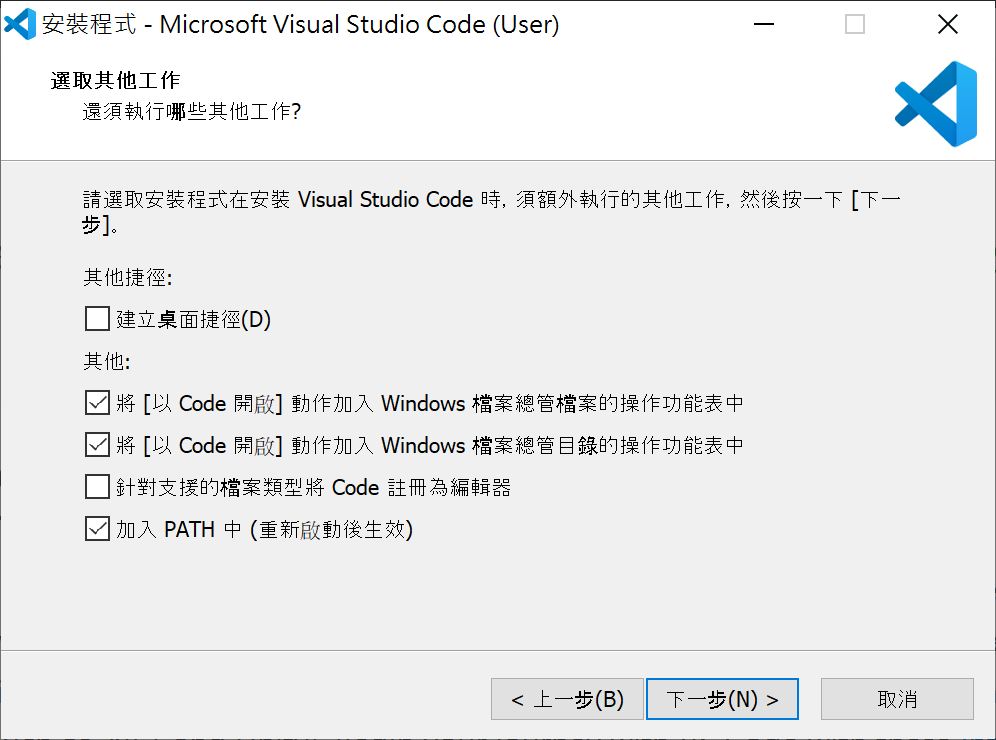 安裝程式 - Microsoft Visual Studio Code (User)
選取其他工作
還須執行哪些其他工作?
請選取安裝程式在安裝 Visual Studio Code 時, 須額外執行的其他工作, 然後按一下 [下一
步]。
其他捷徑:
建立桌面捷徑(D)
其他:
將 [以 Code 開啟] 動作加入 Windows 檔案總管檔案的操作功能表中
將 [以 Code 開啟] 動作加入 Windows 檔案總管目錄的操作功能表中
針對支援的檔案類型將 Code 註冊為編輯器
加入 PATH 中 (重新啟動後生效)
< 上一步(B) 下一步(N) > 取消